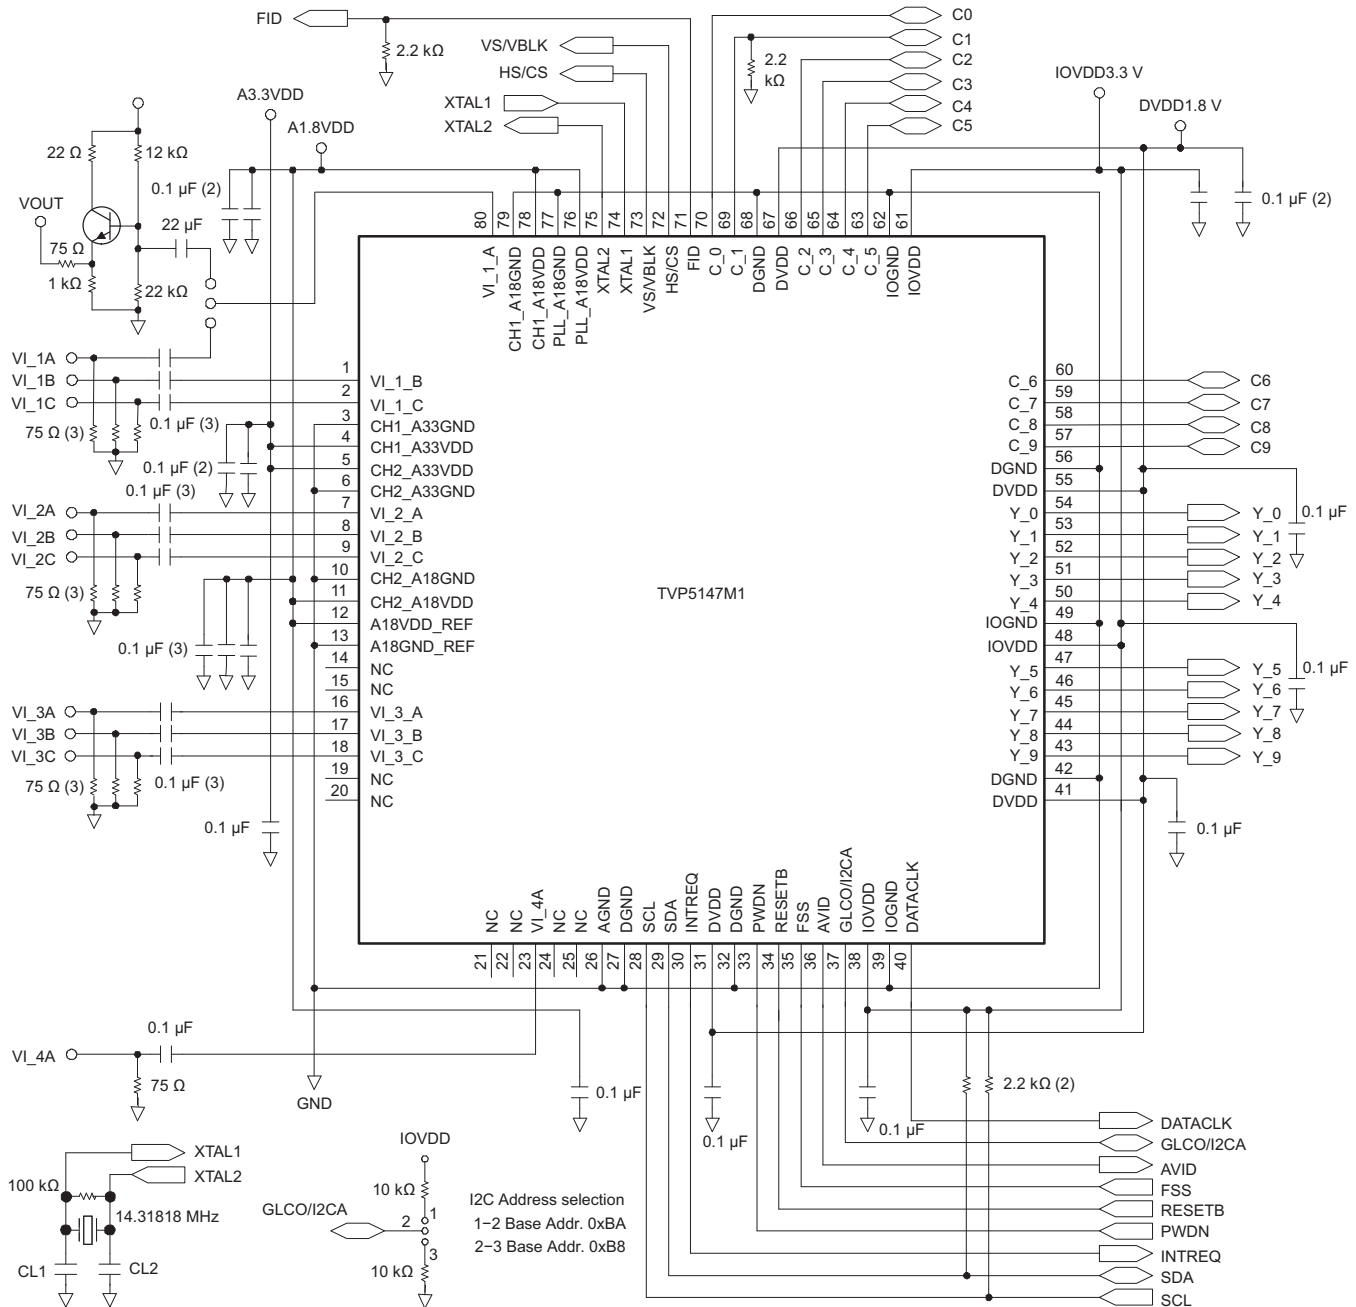 FID
2.2 kΩ
VS/VBLK
HS/CS
XTAL1
XTAL2
C0
C1
C2
C3
C4
C5
2.2
kΩ
IOVDD3.3 V
DVDD1.8 V
0.1 µF (2)
A3.3VDD
A1.8VDD
22 Ω
12 kΩ
0.1 µF (2)
VOUT
22 µF
75 Ω
1 kΩ
22 kΩ
80
79
78
77
76
75
74
73
72
71
70
69
68
67
66
65
64
63
62
61
VI_1_A
CH1_A18GND
CH1_A18VDD
PLL_A18GND
PLL_A18VDD
XTAL2
XTAL1
VS/VBLK
HS/CS
FID
C_0
C_1
DGND
DVDD
C_2
C_3
C_4
C_5
IOGND
IOVDD
VI_1A
VI_1B
VI_1C
75 Ω (3)
0.1 µF (3)
0.1 µF (2)
0.1 µF (3)
VI_2A
VI_2B
VI_2C
75 Ω (3)
0.1 µF (3)
VI_3A
VI_3B
VI_3C
75 Ω (3)
0.1 µF (3)
0.1 µF
1 VI_1_B
2 VI_1_C
3 CH1_A33GND
4 CH1_A33VDD
5 CH2_A33VDD
6 CH2_A33GND
7 VI_2_A
8 VI_2_B
9 VI_2_C
10 CH2_A18GND
11 CH2_A18VDD
12 A18VDD_REF
13 A18GND_REF
14 NC
15 NC
16 VI_3_A
17 VI_3_B
18 VI_3_C
19 NC
20 NC
TVP5147M1
C_6 60 C6
C_7 59 C7
C_8 58 C8
C_9 57 C9
DGND 56
DVDD 55
Y_0 54 Y_0
Y_1 53 Y_1
Y_2 52 Y_2
Y_3 51 Y_3
Y_4 50 Y_4
IOGND 49
IOVDD 48
Y_5 47 Y_5
Y_6 46 Y_6
Y_7 45 Y_7
Y_8 44 Y_8
Y_9 43 Y_9
DGND 42
DVDD 41
0.1 µF
0.1 µF
0.1 µF
NC
NC
VI_4A
NC
NC
AGND
DGND
SCL
SDA
INTREQ
DVDD
DGND
PWDN
RESETB
FSS
AVID
GLCO/I2CA
IOVDD
IOGND
DATACLK
21
22
23
24
25
26
27
28
29
30
31
32
33
34
35
36
37
38
39
40
0.1 µF
VI_4A
75 Ω
GND
0.1 µF
0.1 µF
0.1 µF
2.2 kΩ (2)
DATACLK
GLCO/I2CA
AVID
FSS
RESETB
PWDN
INTREQ
SDA
SCL
XTAL1
XTAL2
100 kΩ
14.31818 MHz
CL1
CL2
IOVDD
10 kΩ
GLCO/I2CA
1
2
3
10 kΩ
I2C Address selection
1−2 Base Addr. 0xBA
2−3 Base Addr. 0xB8